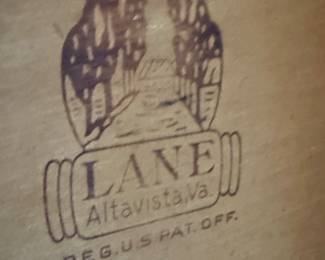 LANE
Altavista, Va.
REG. U.S. PAT. OFF.